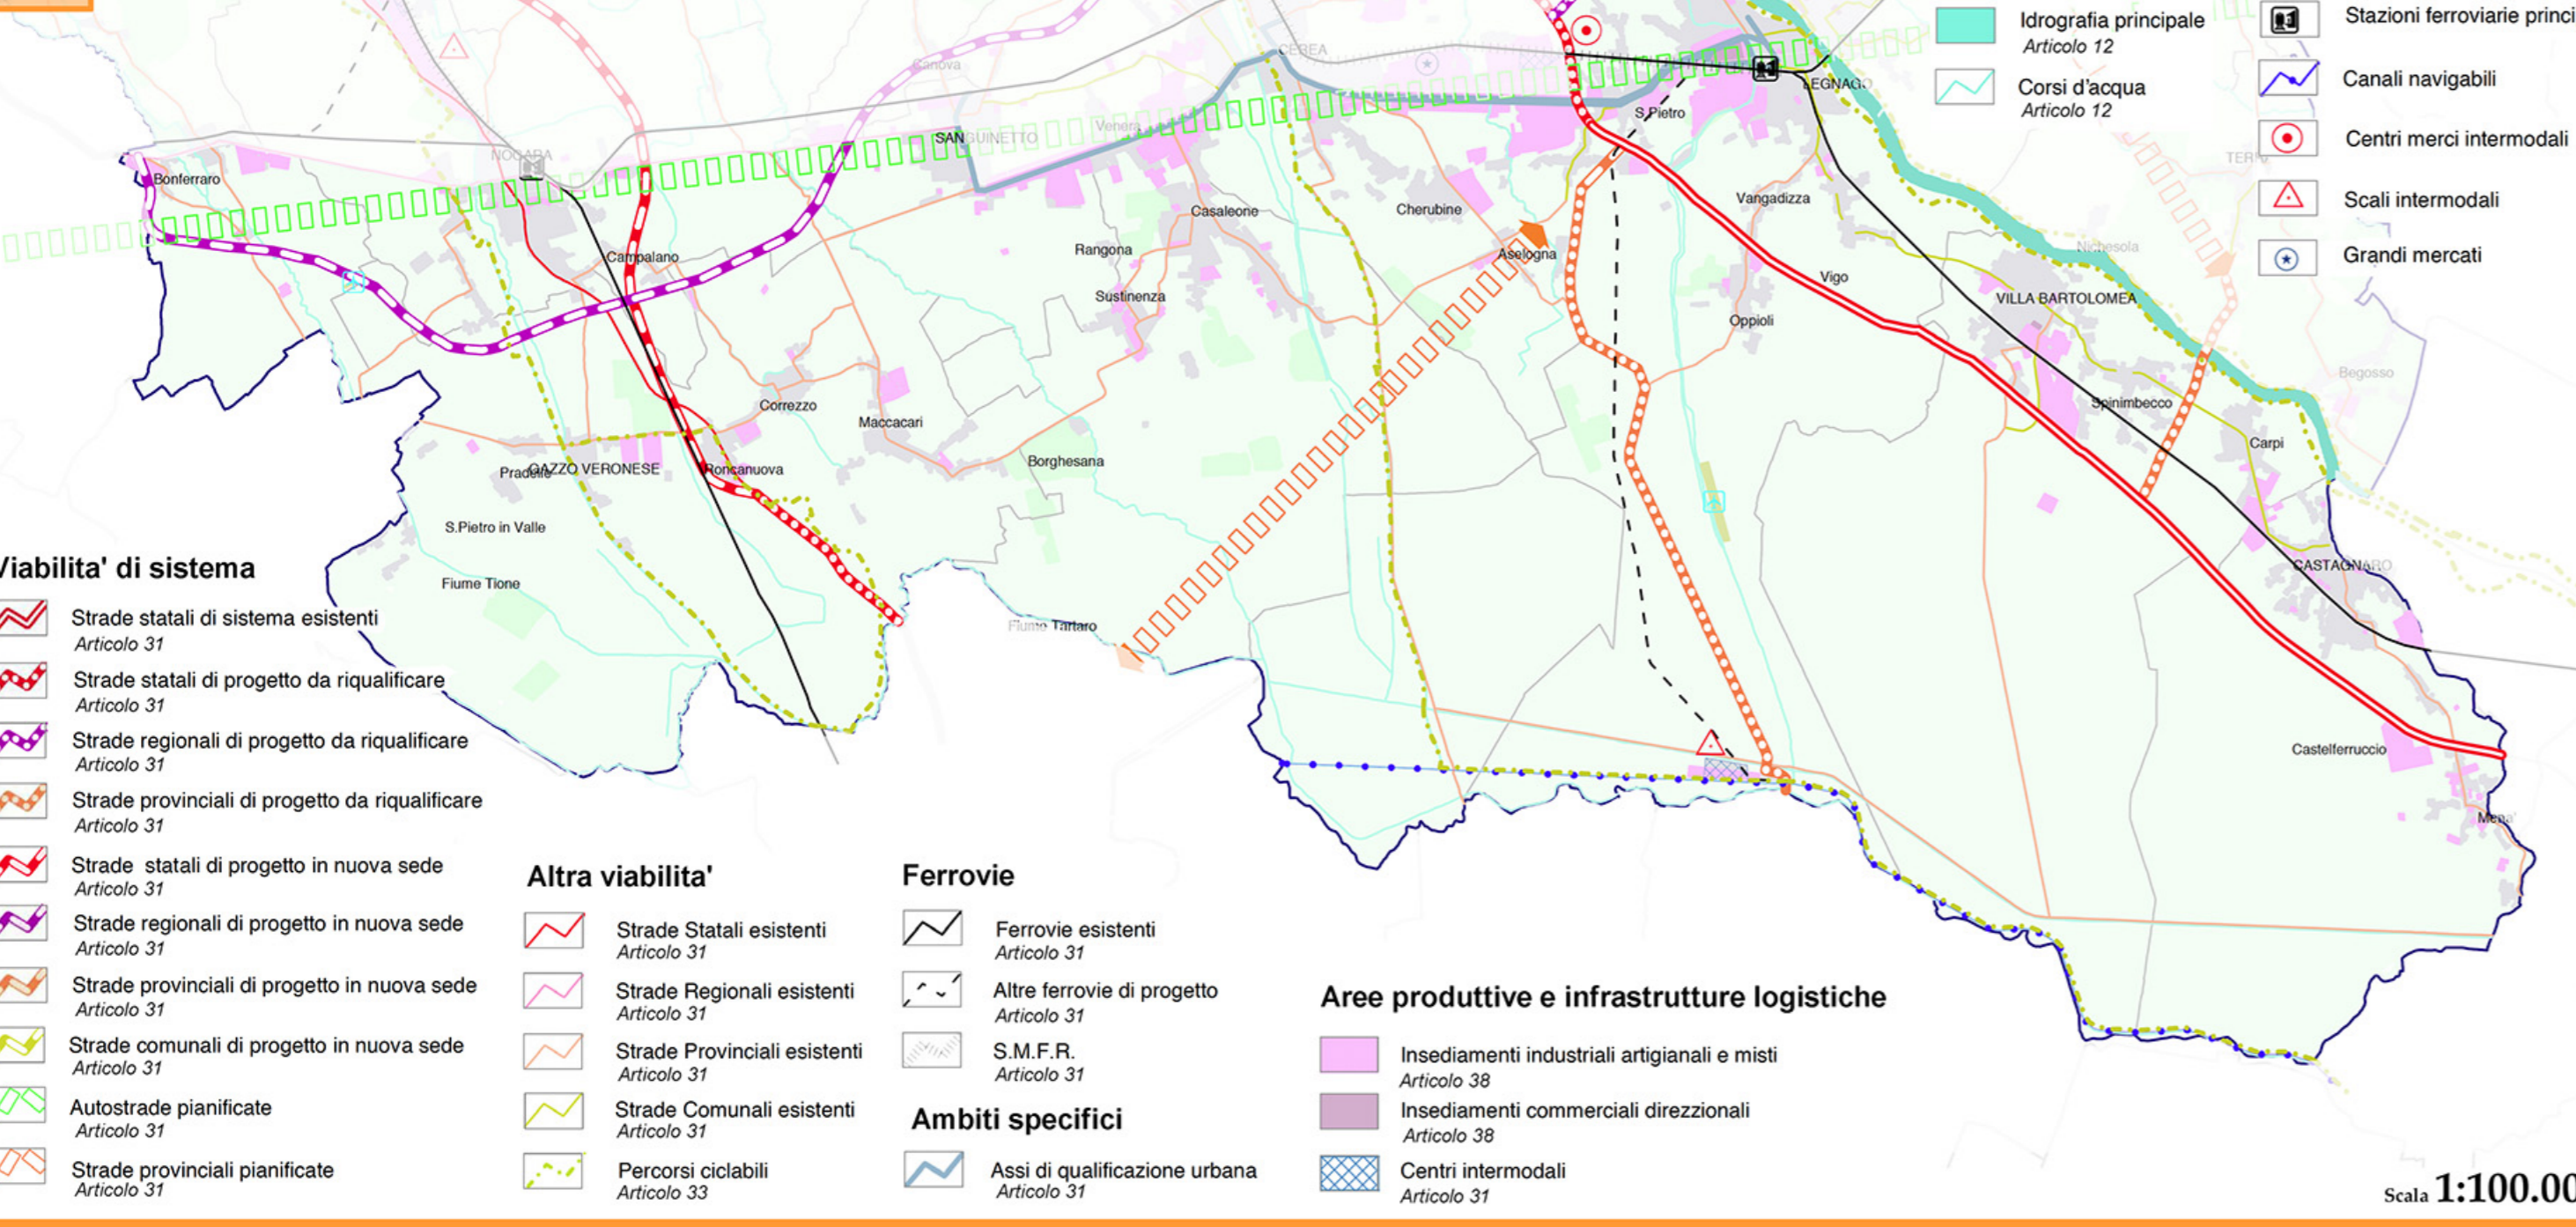 CEREA
Canova
NOGARA
SANGUINETTO
Venera
LEGNAGO
S.Pietro
Bonferraro
Casaleone
Cherubine
Vangadizza
Rangona
Aselogna
Campalano
Sustinenza
Vigo
Nichesola
VILLA BARTOLOMEA
Oppioli
Begosso
Correzzo
Maccacari
Spinimbecco
Carpi
Borghesana
Pradelle
GAZZO VERONESE
Roncanuova
S.Pietro in Valle
Fiume Tione
Fiume Tartaro
CASTAGNARO
Castelferruccio
Mena'
Idrografia principale
Articolo 12
Corsi d'acqua
Articolo 12
Stazioni ferroviarie princi
Canali navigabili
Centri merci intermodali
Scali intermodali
Grandi mercati
Viabilita' di sistema
Strade statali di sistema esistenti
Articolo 31
Strade statali di progetto da riqualificare
Articolo 31
Strade regionali di progetto da riqualificare
Articolo 31
Strade provinciali di progetto da riqualificare
Articolo 31
Strade statali di progetto in nuova sede
Articolo 31
Strade regionali di progetto in nuova sede
Articolo 31
Strade provinciali di progetto in nuova sede
Articolo 31
Strade comunali di progetto in nuova sede
Articolo 31
Autostrade pianificate
Articolo 31
Strade provinciali pianificate
Articolo 31
Altra viabilita'
Strade Statali esistenti
Articolo 31
Strade Regionali esistenti
Articolo 31
Strade Provinciali esistenti
Articolo 31
Strade Comunali esistenti
Articolo 31
Percorsi ciclabili
Articolo 33
Ferrovie
Ferrovie esistenti
Articolo 31
Altre ferrovie di progetto
Articolo 31
S.M.F.R.
Articolo 31
Ambiti specifici
Assi di qualificazione urbana
Articolo 31
Aree produttive e infrastrutture logistiche
Insediamenti industriali artigianali e misti
Articolo 38
Insediamenti commerciali direzzionali
Articolo 38
Centri intermodali
Articolo 31
Scala 1:100.00